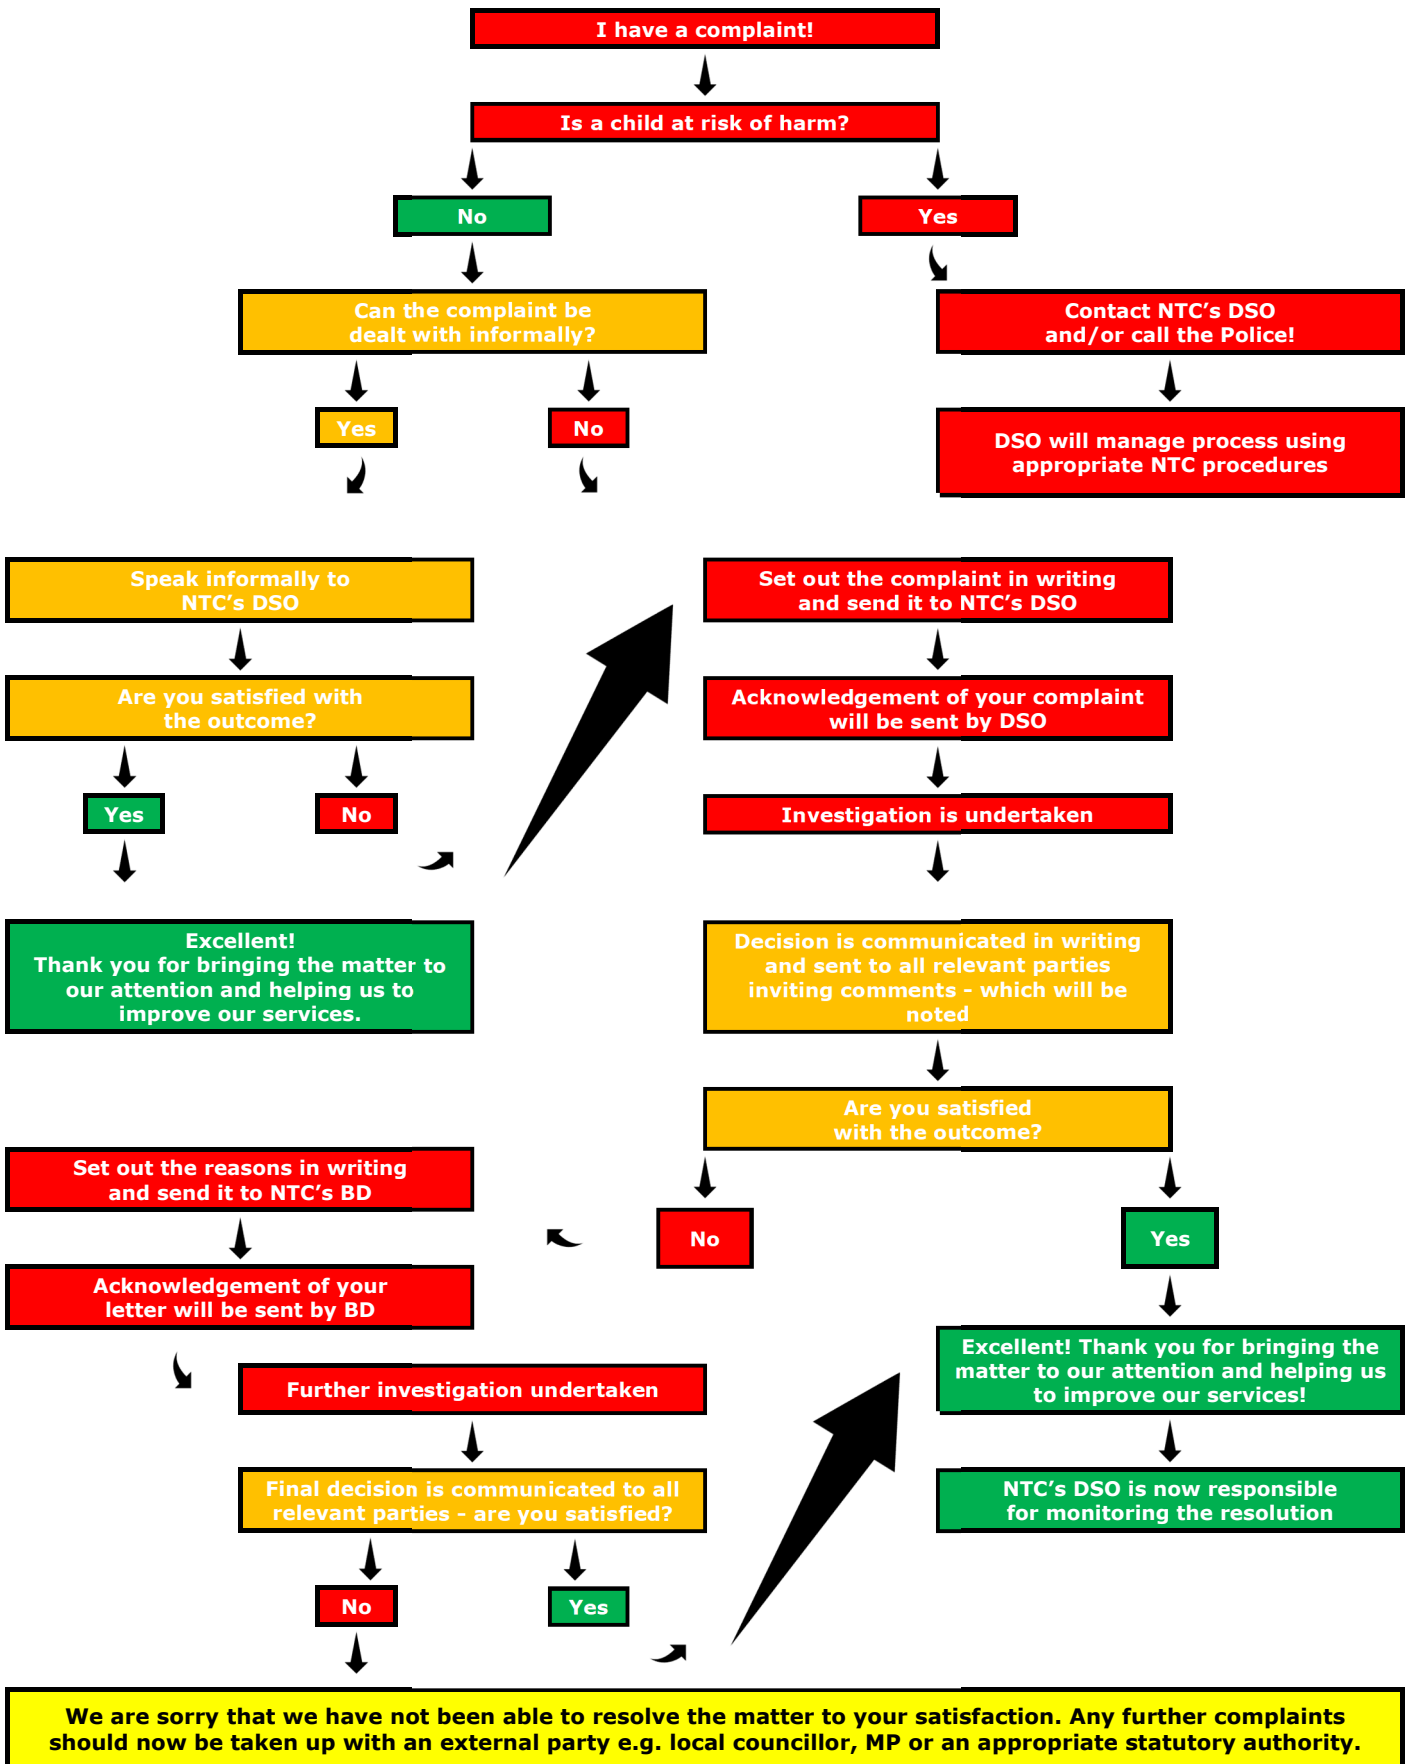 I have a complaint!
Is a child at risk of harm?
No
Yes
Can the complaint be
dealt with informally?
Contact NTC’s DSO
and/or call the Police!
Yes
No
DSO will manage process using
appropriate NTC procedures
Speak informally to
NTC’s DSO
Are you satisfied with
the outcome?
Yes
No
Excellent!
Thank you for bringing the matter to
our attention and helping us to
improve our services.
Set out the complaint in writing
and send it to NTC’s DSO
Acknowledgement of your complaint
will be sent by DSO
Investigation is undertaken
Decision is communicated in writing
and sent to all relevant parties
inviting comments – which will be
noted
Are you satisfied
with the outcome?
No
Yes
Set out the reasons in writing
and send it to NTC’s BD
Acknowledgement of your
letter will be sent by BD
Further investigation undertaken
Final decision is communicated to all
relevant parties – are you satisfied?
No
Yes
Excellent! Thank you for bringing the
matter to our attention and helping us
to improve our services!
NTC’s DSO is now responsible
for monitoring the resolution
We are sorry that we have not been able to resolve the matter to your satisfaction. Any further complaints
should now be taken up with an external party e.g. local councillor, MP or an appropriate statutory authority.